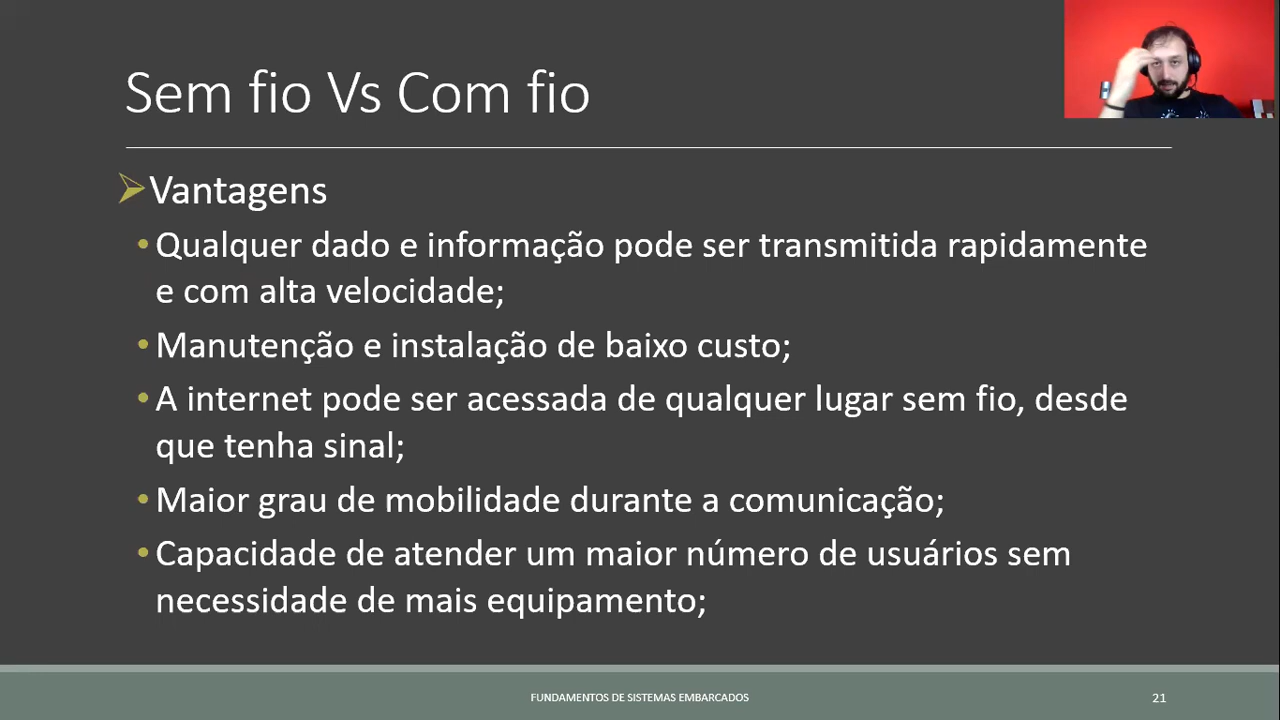 Sem fio Vs Com fio
Vantagens
Qualquer dado e informação pode ser transmitida rapidamente
e com alta velocidade;
Manutenção e instalação de baixo custo;
A internet pode ser acessada de qualquer lugar sem fio, desde
que tenha sinal;
Maior grau de mobilidade durante a comunicação;
Capacidade de atender um maior número de usuários sem
necessidade de mais equipamento;
FUNDAMENTOS DE SISTEMAS EMBARCADOS
21